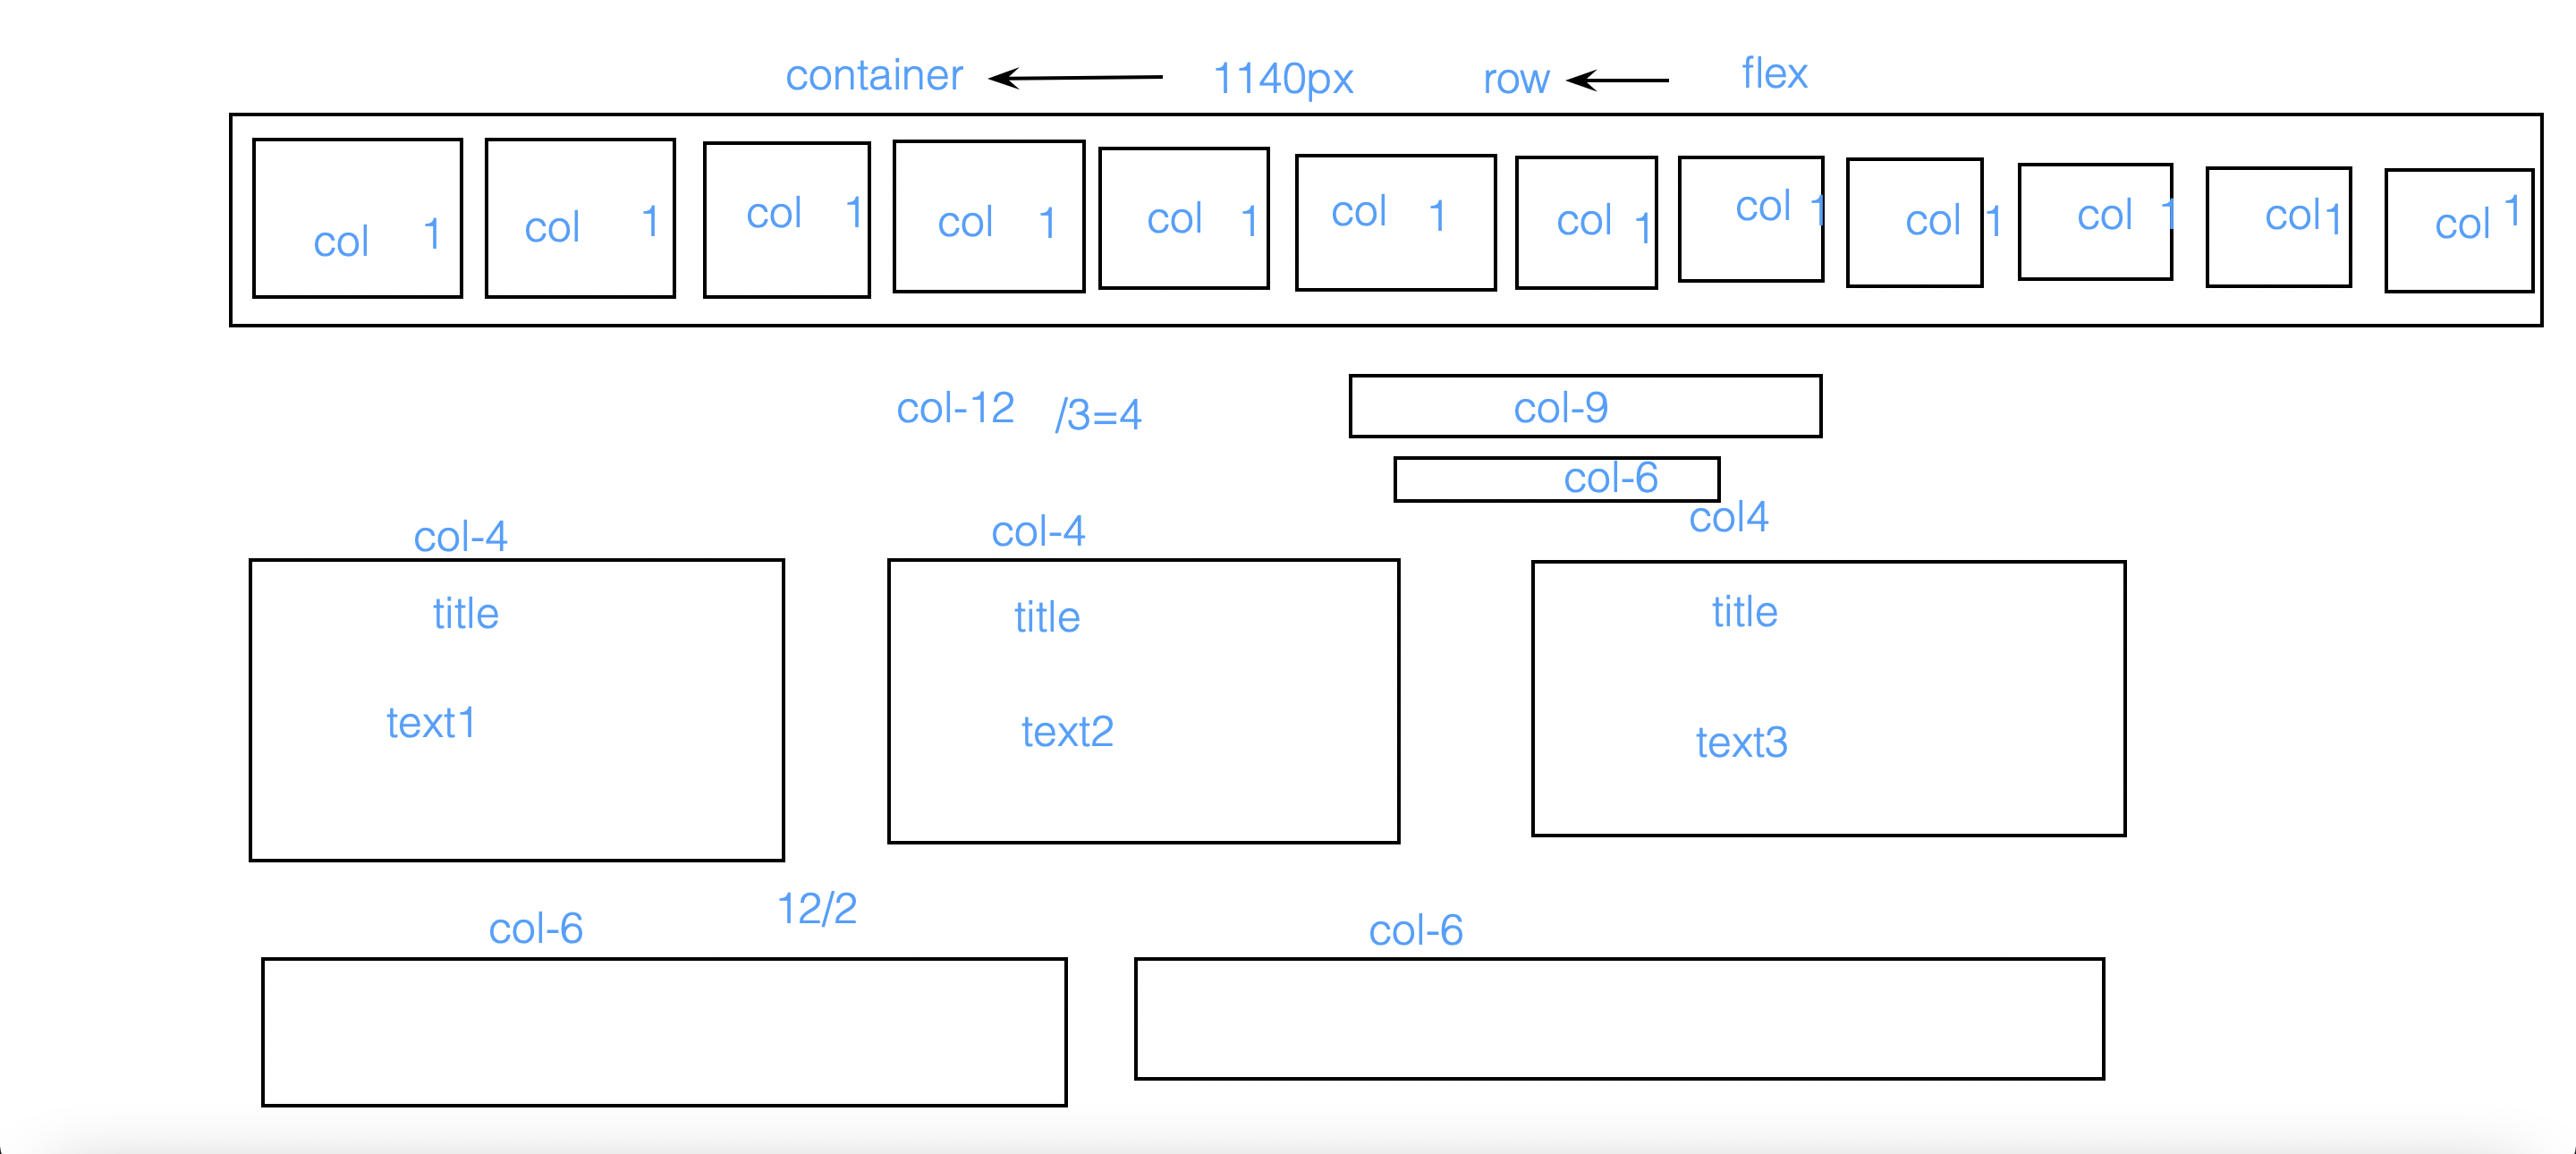 container 1140px row flex
col 1 col 1 col 1 col 1 col 1 col 1 col 1 col 1 col 1 col 1 col 1 col 1
col-12 /3=4 col-9
col-6
col-4 col-4 col4
title title title
text1 text2 text3
12/2
col-6 col-6